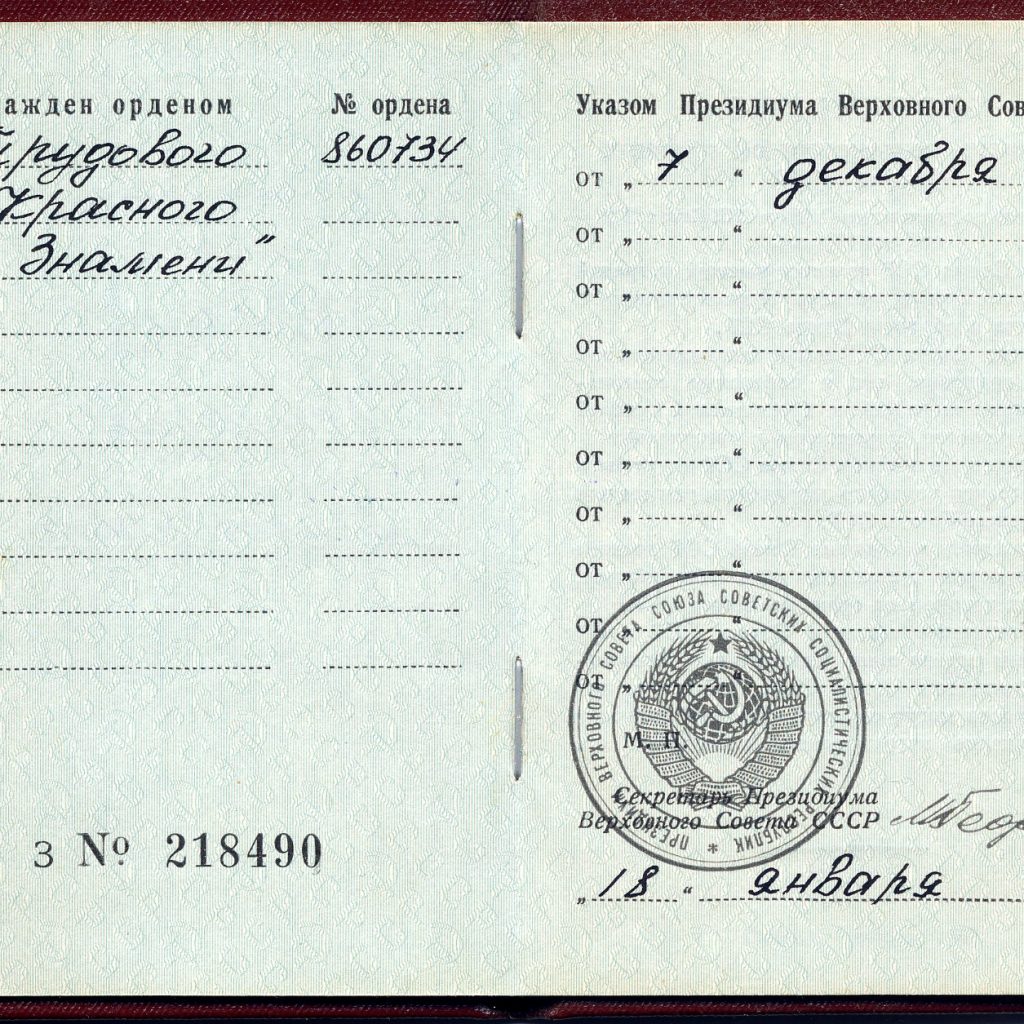 ажден орденом
Трудового
Красного
Знамени"
№ ордена
860734
З № 218490
Указом Президиума Верховного Сов
от „ 7 “ декабря
от „ “
от „ “
от „ “
от „ “
от „ “
от „ “
от „ “
от „ “
от „ “
ПРЕЗИДИУМ ВЕРХОВНОГО СОВЕТА СОЮЗА СОВЕТСКИХ СОЦИАЛИСТИЧЕСКИХ РЕСПУБЛИК *
М. П.
Секретарь Президиума
Верховного Совета СССР
„ 18 “ января